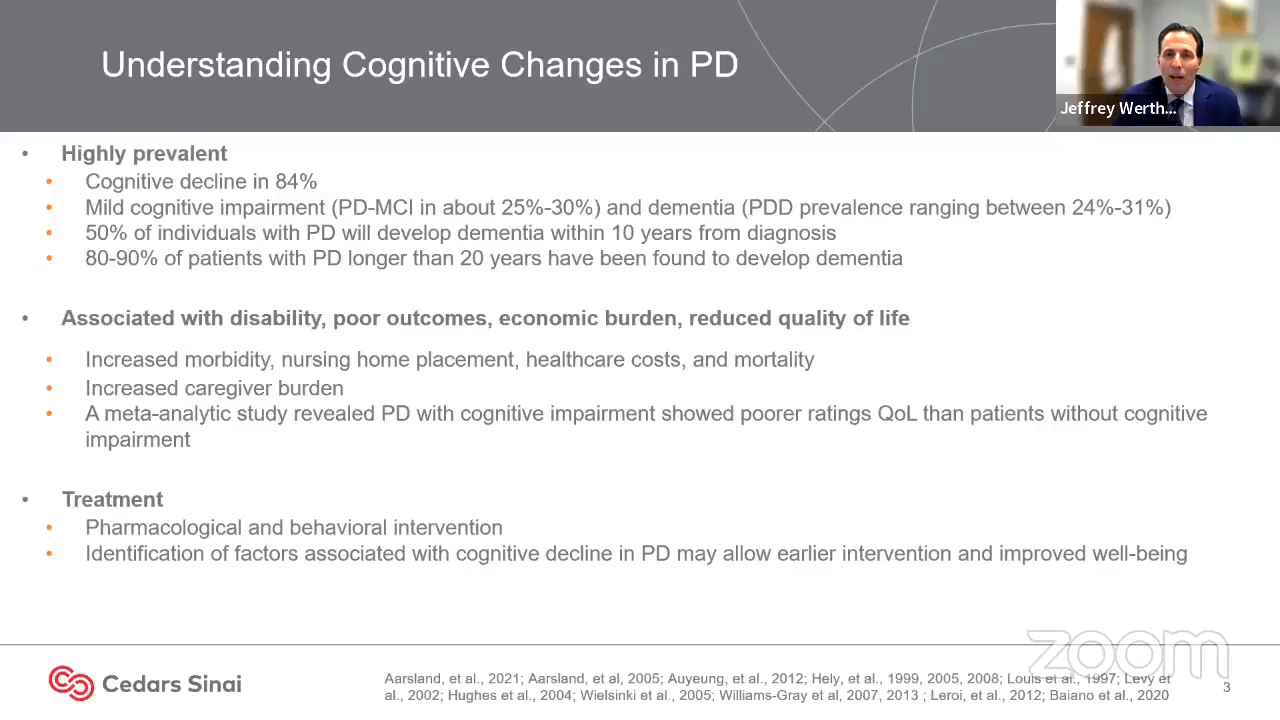 Understanding Cognitive Changes in PD
Jeffrey Werth...
• Highly prevalent
• Cognitive decline in 84%
• Mild cognitive impairment (PD-MCI in about 25%-30%) and dementia (PDD prevalence ranging between 24%-31%)
• 50% of individuals with PD will develop dementia within 10 years from diagnosis
• 80-90% of patients with PD longer than 20 years have been found to develop dementia
• Associated with disability, poor outcomes, economic burden, reduced quality of life
• Increased morbidity, nursing home placement, healthcare costs, and mortality
• Increased caregiver burden
• A meta-analytic study revealed PD with cognitive impairment showed poorer ratings QoL than patients without cognitive
impairment
• Treatment
• Pharmacological and behavioral intervention
• Identification of factors associated with cognitive decline in PD may allow earlier intervention and improved well-being
zoom
Cedars Sinai
Aarsland, et al., 2021; Aarsland, et al, 2005; Auyeung, et al., 2012; Hely, et al., 1999, 2005, 2008; Louis et al., 1997; Levy et
al., 2002; Hughes et al., 2004; Wielsinki et al., 2005; Williams-Gray et al, 2007, 2013 ; Leroi, et al., 2012; Baiano et al., 2020
3